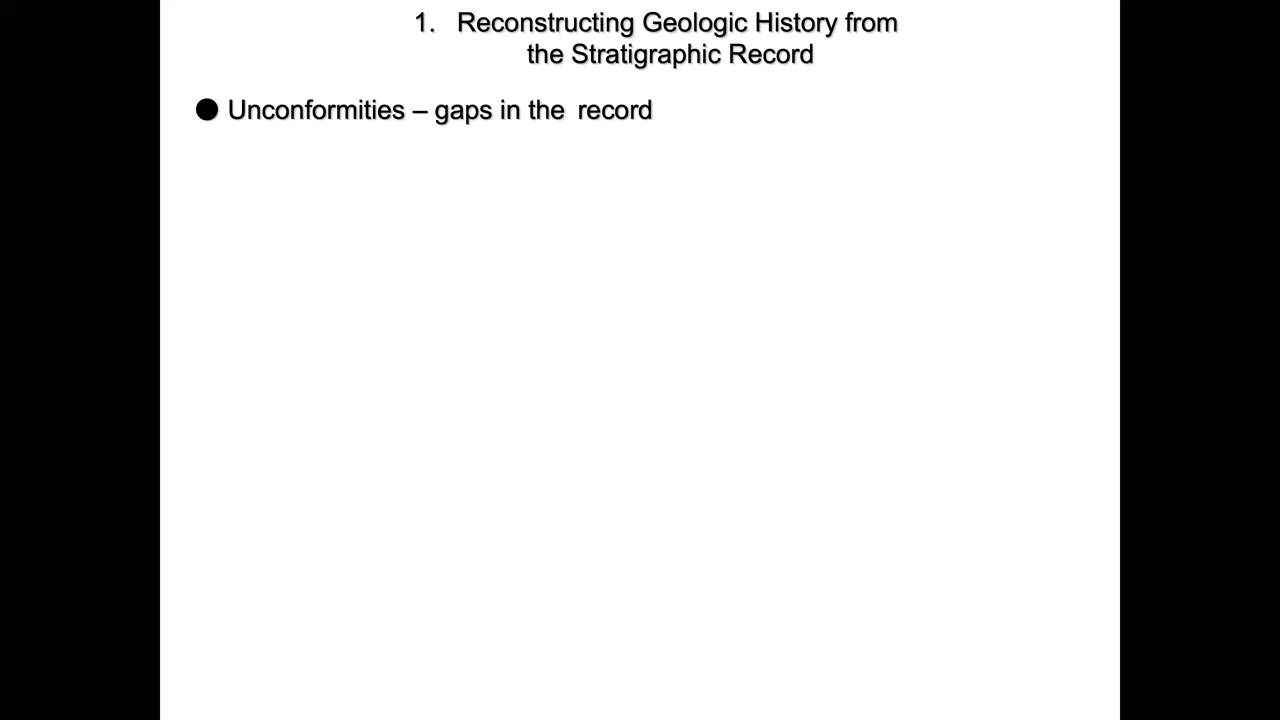 1. Reconstructing Geologic History from
the Stratigraphic Record
● Unconformities – gaps in the record